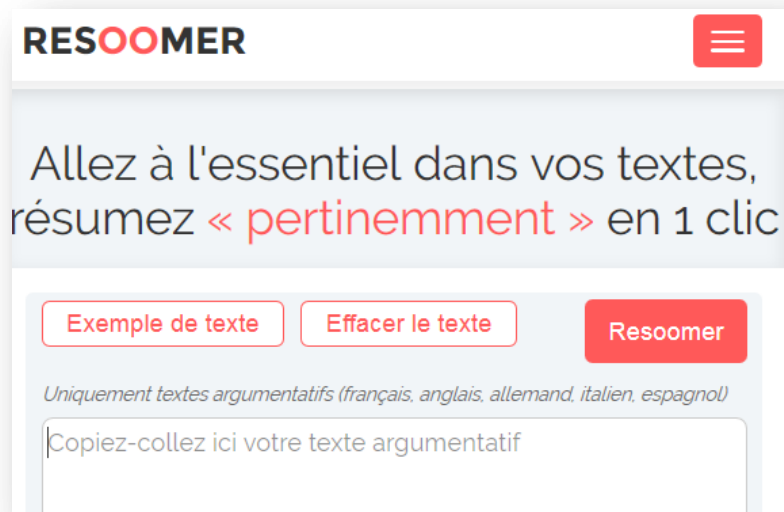 RESOOMER
Allez à l'essentiel dans vos textes,
résumez « pertinemment » en 1 clic
Exemple de texte
Effacer le texte
Resoomer
Uniquement textes argumentatifs (français, anglais, allemand, italien, espagnol)
Copiez-collez ici votre texte argumentatif